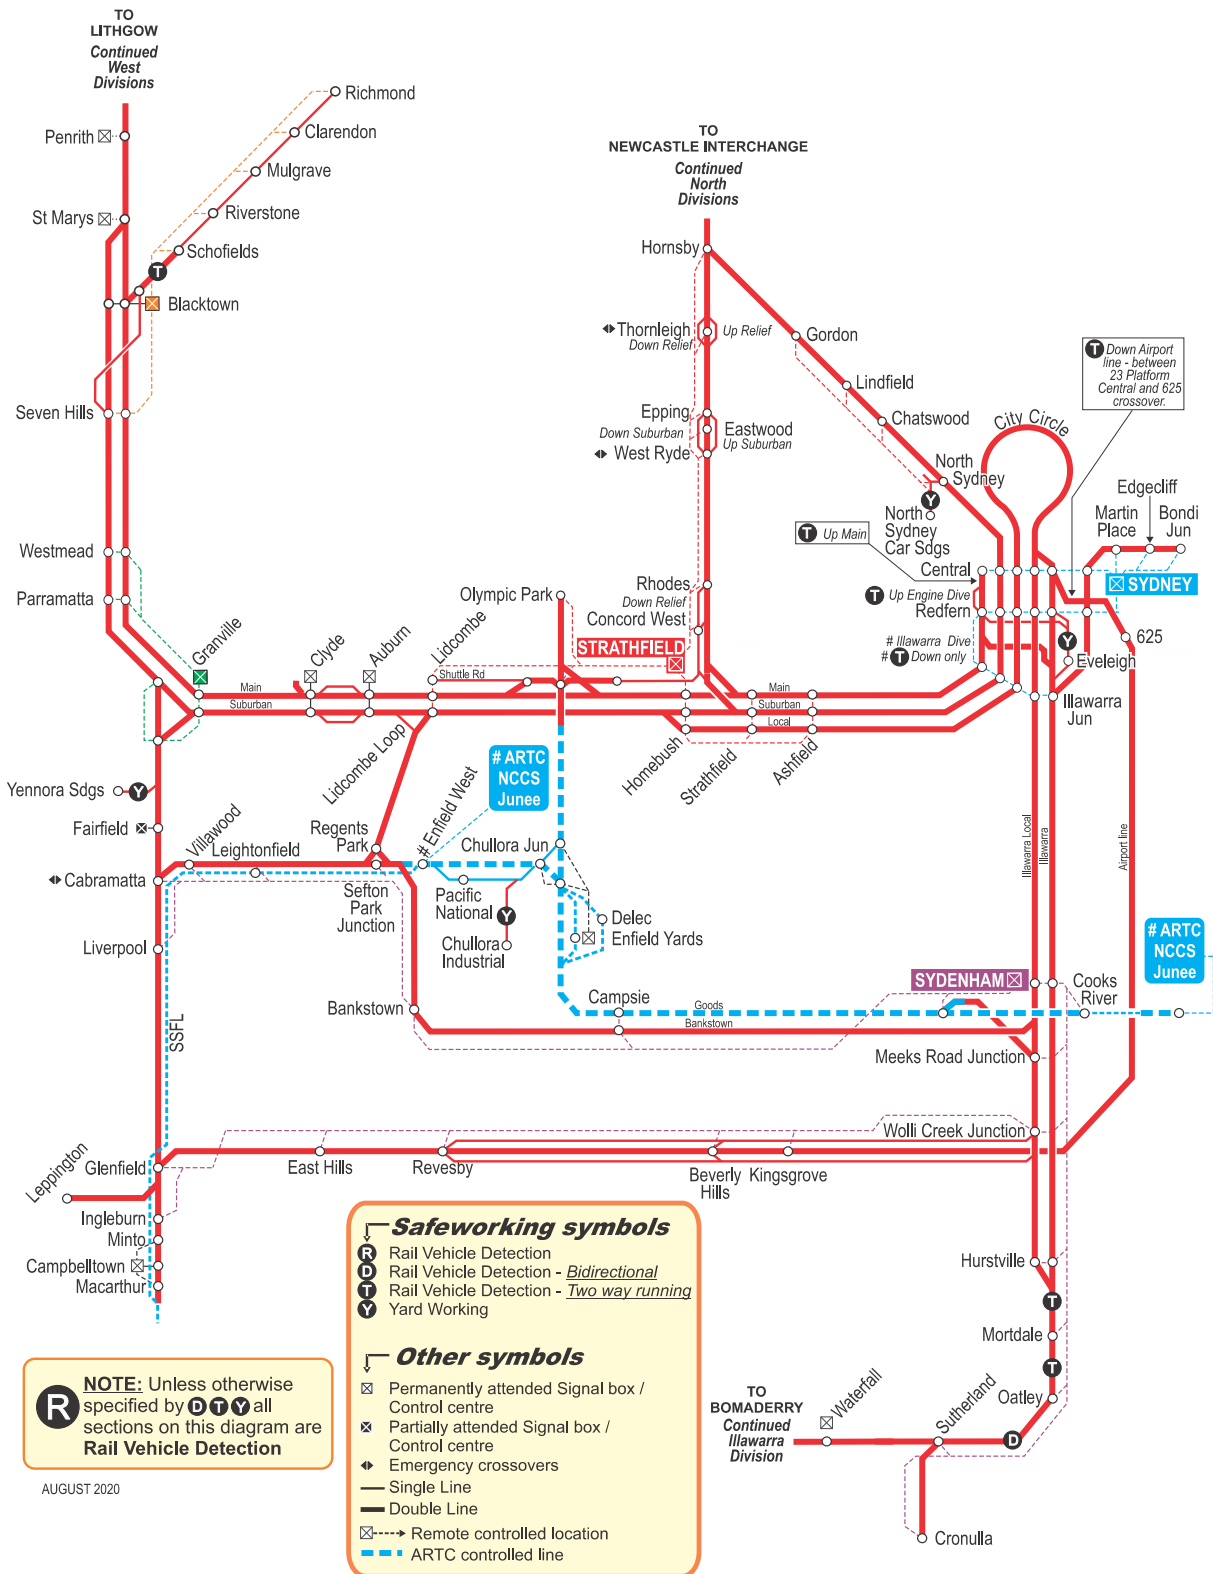 TO
LITHGOW
Continued
West
Divisions
Richmond
Clarendon
Penrith
Mulgrave
St Marys
Riverstone
Schofields
T
Blacktown
Seven Hills
Westmead
Parramatta
Granville
TO
NEWCASTLE INTERCHANGE
Continued
North
Divisions
Hornsby
Thornleigh
Down Relief
Up Relief
Gordon
Lindfield
Epping
Down Suburban
Eastwood
Up Suburban
West Ryde
Chatswood
North
Sydney
Y
North
Sydney
Car Sdgs
City Circle
T Down Airport
line - between
23 Platform
Central and 625
crossover.
Edgecliff
Martin
Place
Bondi
Jun
T Up Main
Central
SYDNEY
T Up Engine Dive
Redfern
# Illawarra Dive
# T Down only
Y
Eveleigh
625
Illawarra
Jun
Rhodes
Down Relief
Concord West
Olympic Park
STRATHFIELD
Clyde
Auburn
Lidcombe
Shuttle Rd
Main
Suburban
Main
Suburban
Local
Lidcombe Loop
Homebush
Strathfield
Ashfield
Yennora Sdgs
Y
Fairfield
Villawood
Leightonfield
Regents
Park
# Enfield West
# ARTC
NCCS
Junee
Chullora Jun
Cabramatta
Sefton
Park
Junction
Pacific
National
Y
Chullora
Industrial
Delec
Enfield Yards
Liverpool
Illawarra Local
Illawarra
Airport line
# ARTC
NCCS
Junee
SYDENHAM
Cooks
River
Bankstown
Campsie
Goods
Bankstown
SSFL
Meeks Road Junction
Wolli Creek Junction
Leppington
Glenfield
East Hills
Revesby
Beverly
Hills
Kingsgrove
Ingleburn
Minto
Campbelltown
Macarthur
Hurstville
T
Mortdale
T
Oatley
TO
BOMADERRY
Continued
Illawarra
Division
Waterfall
Sutherland
D
Cronulla
Safeworking symbols
R Rail Vehicle Detection
D Rail Vehicle Detection - Bidirectional
T Rail Vehicle Detection - Two way running
Y Yard Working
Other symbols
Permanently attended Signal box /
Control centre
Partially attended Signal box /
Control centre
Emergency crossovers
Single Line
Double Line
Remote controlled location
ARTC controlled line
R
NOTE: Unless otherwise
specified by D T Y all
sections on this diagram are
Rail Vehicle Detection
AUGUST 2020